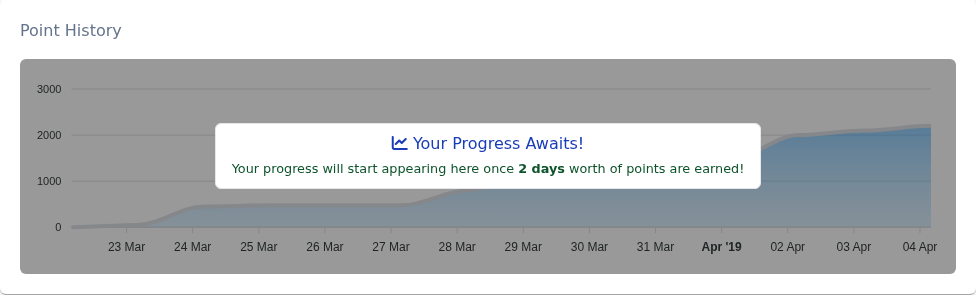 Point History
3000
2000
1000
0
Your Progress Awaits!
Your progress will start appearing here once 2 days worth of points are earned!
23 Mar 24 Mar 25 Mar 26 Mar 27 Mar 28 Mar 29 Mar 30 Mar 31 Mar Apr '19 02 Apr 03 Apr 04 Apr